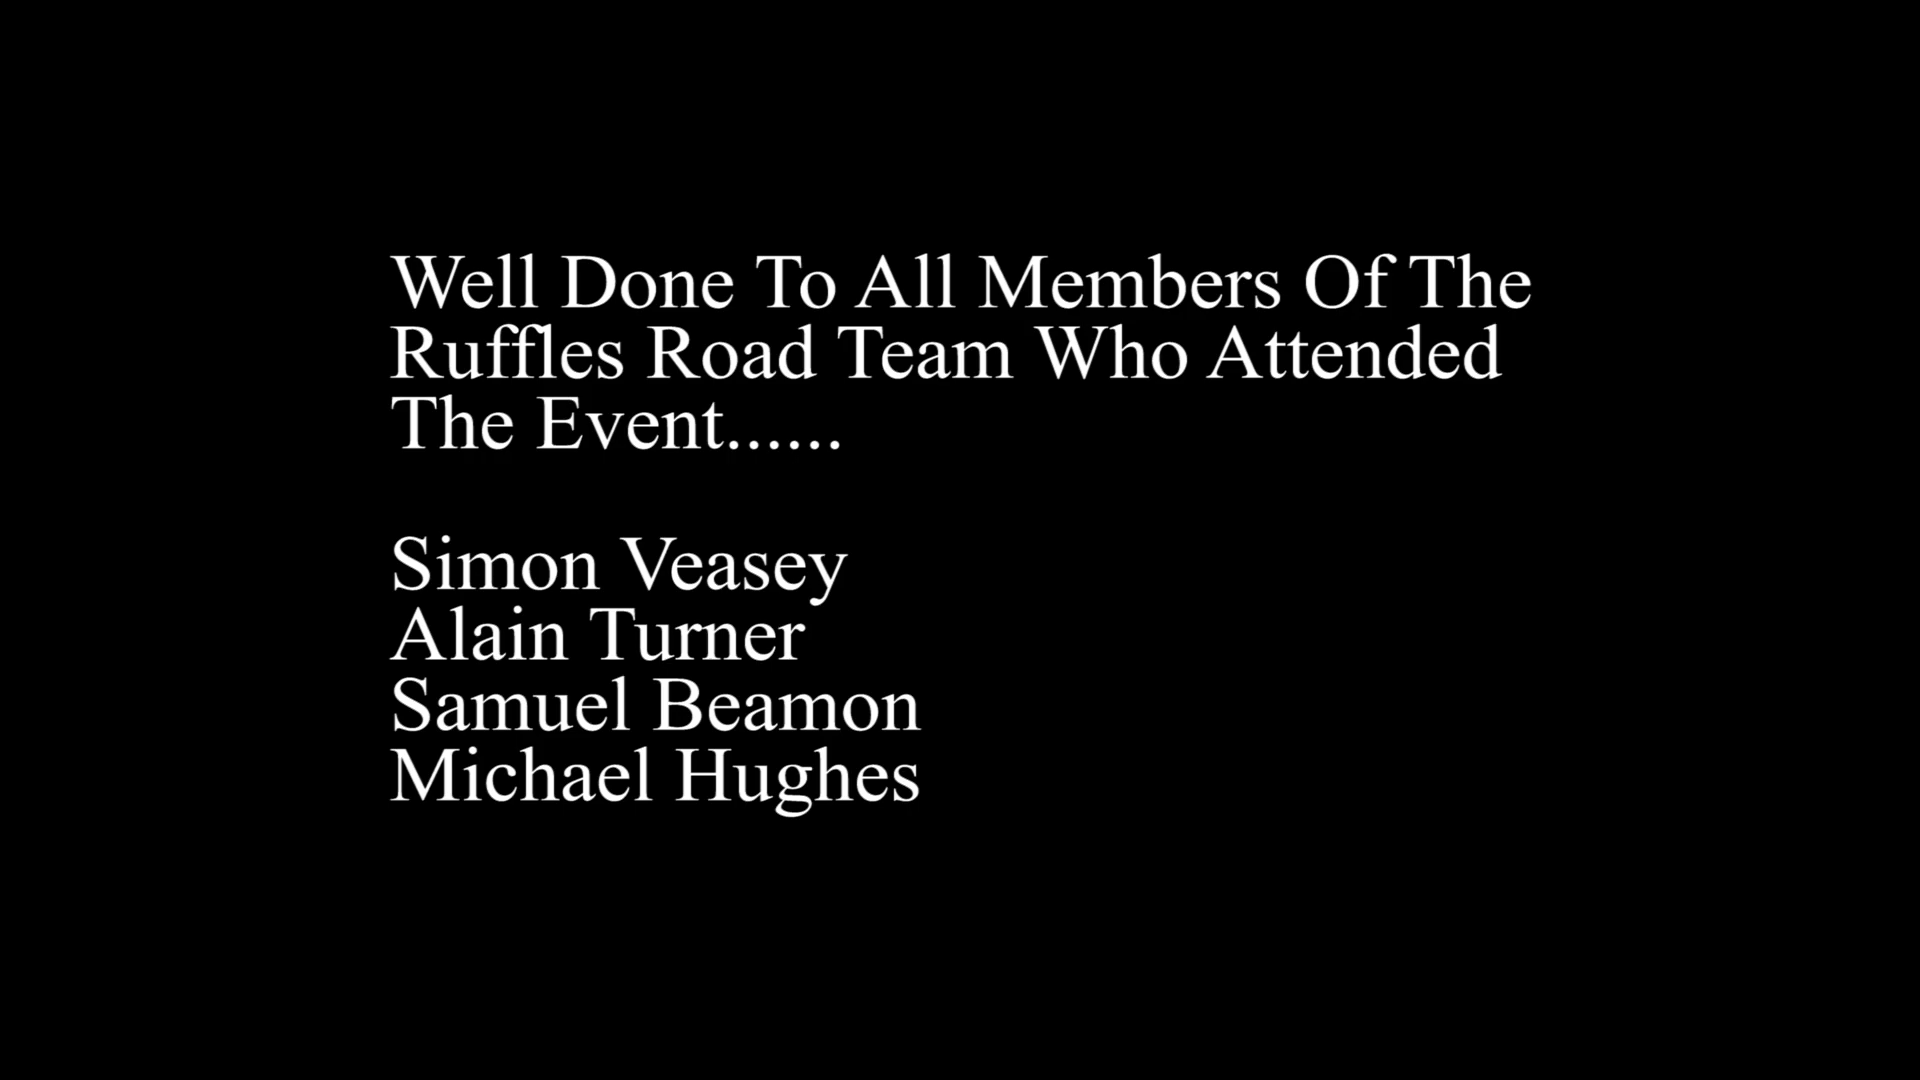 Well Done To All Members Of The
Ruffles Road Team Who Attended
The Event......
Simon Veasey
Alain Turner
Samuel Beamon
Michael Hughes